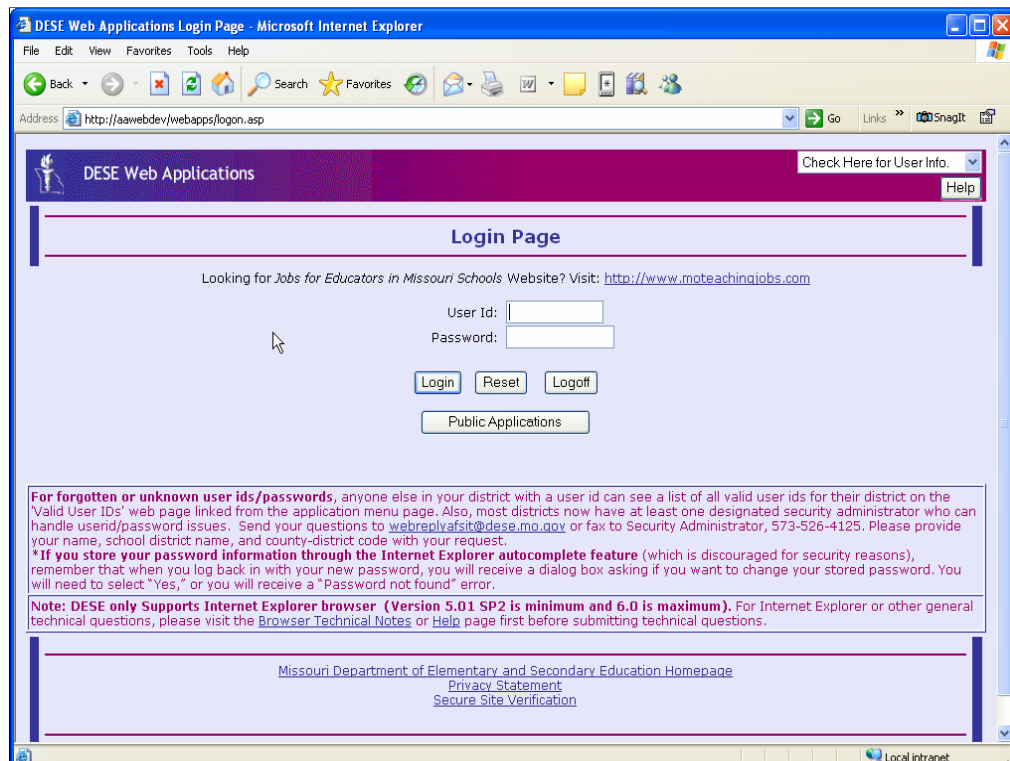 DESE Web Applications Login Page - Microsoft Internet Explorer
File Edit View Favorites Tools Help
Back Search Favorites
Address http://aawebdev/webapps/logon.asp Go Links » SnagIt
DESE Web Applications
Check Here for User Info.
Help
Login Page
Looking for Jobs for Educators in Missouri Schools Website? Visit: http://www.moteachingjobs.com
User Id:
Password:
Login Reset Logoff
Public Applications
For forgotten or unknown user ids/passwords, anyone else in your district with a user id can see a list of all valid user ids for their district on the
'Valid User IDs' web page linked from the application menu page. Also, most districts now have at least one designated security administrator who can
handle userid/password issues. Send your questions to webreplyafsit@dese.mo.gov or fax to Security Administrator, 573-526-4125. Please provide
your name, school district name, and county-district code with your request.
*If you store your password information through the Internet Explorer autocomplete feature (which is discouraged for security reasons),
remember that when you log back in with your new password, you will receive a dialog box asking if you want to change your stored password. You
will need to select “Yes,” or you will receive a “Password not found” error.
Note: DESE only Supports Internet Explorer browser (Version 5.01 SP2 is minimum and 6.0 is maximum). For Internet Explorer or other general
technical questions, please visit the Browser Technical Notes or Help page first before submitting technical questions.
Missouri Department of Elementary and Secondary Education Homepage
Privacy Statement
Secure Site Verification
Local intranet